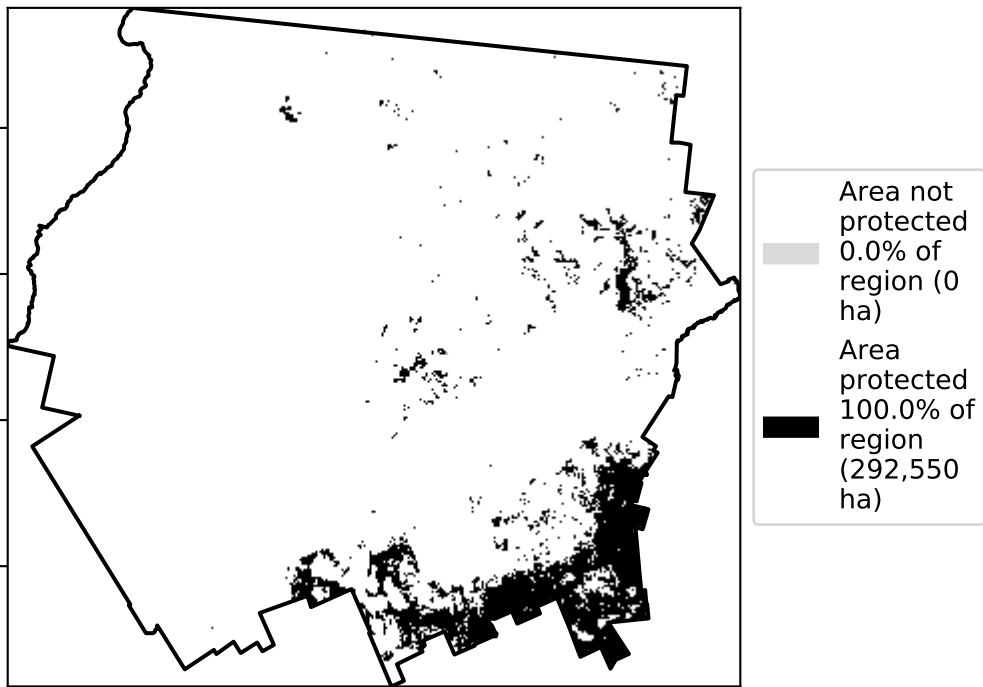 Area not
protected
0.0% of
region (0
ha)
Area
protected
100.0% of
region
(292,550
ha)